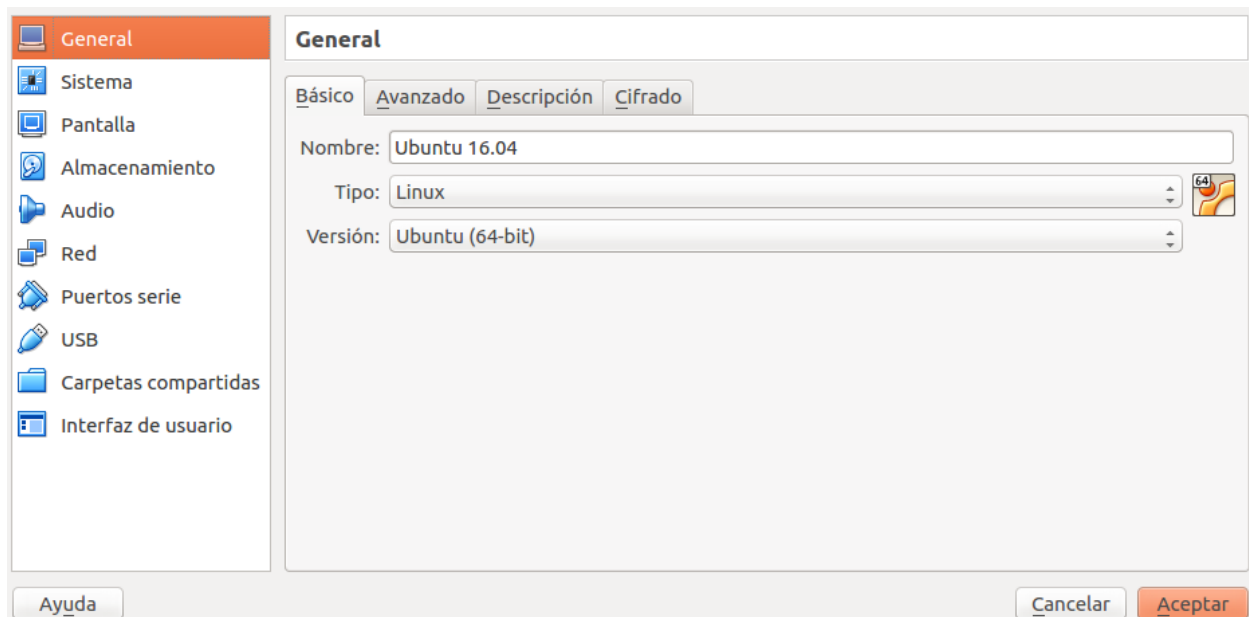 General
Sistema
Pantalla
Almacenamiento
Audio
Red
Puertos serie
USB
Carpetas compartidas
Interfaz de usuario
General
Básico Avanzado Descripción Cifrado
Nombre: Ubuntu 16.04
Tipo: Linux
64
Versión: Ubuntu (64-bit)
Ayuda Cancelar Aceptar